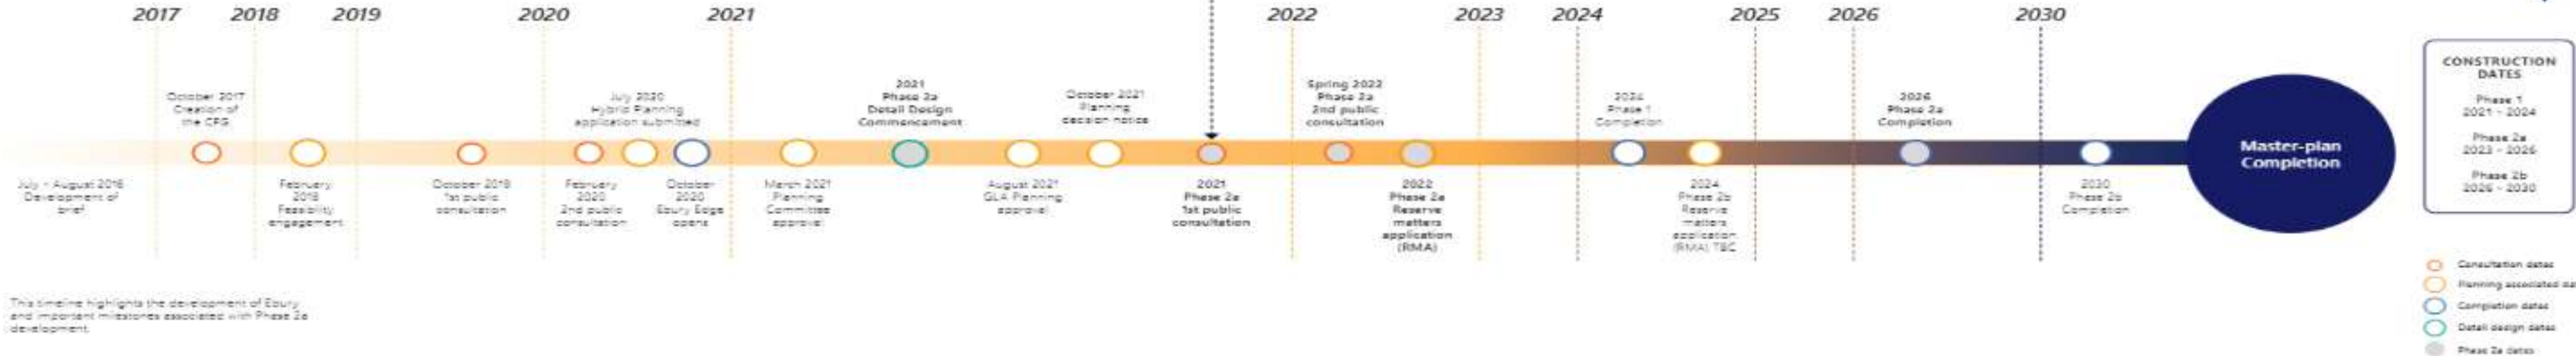 2017 2018 2019 2020 2021 2022 2023 2024 2025 2026 2030
July - August 2016
Development of
brief
October 2017
Creation of
the CFG
February
2018
Feasibility
engagement
October 2019
1st public
consultation
February
2020
2nd public
consultation
July 2020
Hybrid Planning
application submitted
October
2020
Ebury Edge
opens
March 2021
Planning
Committee
approval
2021
Phase 2a
Detail Design
Commencement
August 2021
GLA Planning
approval
October 2021
Planning
decision notice
2021
Phase 2a
1st public
consultation
Spring 2022
Phase 2a
2nd public
consultation
2022
Phase 2a
Reserve
matters
application
(RMA)
2024
Phase 1
Completion
2024
Phase 2b
Reserve
matters
application
(RMA) TBC
2026
Phase 2a
Completion
2030
Phase 2b
Completion
Master-plan
Completion
CONSTRUCTION
DATES
Phase 1
2021 - 2024
Phase 2a
2023 - 2026
Phase 2b
2026 - 2030
Consultation dates
Planning associated da
Completion dates
Detail design dates
Phase 2a dates
This timeline highlights the development of Ebury
and important milestones associated with Phase 2a
development.